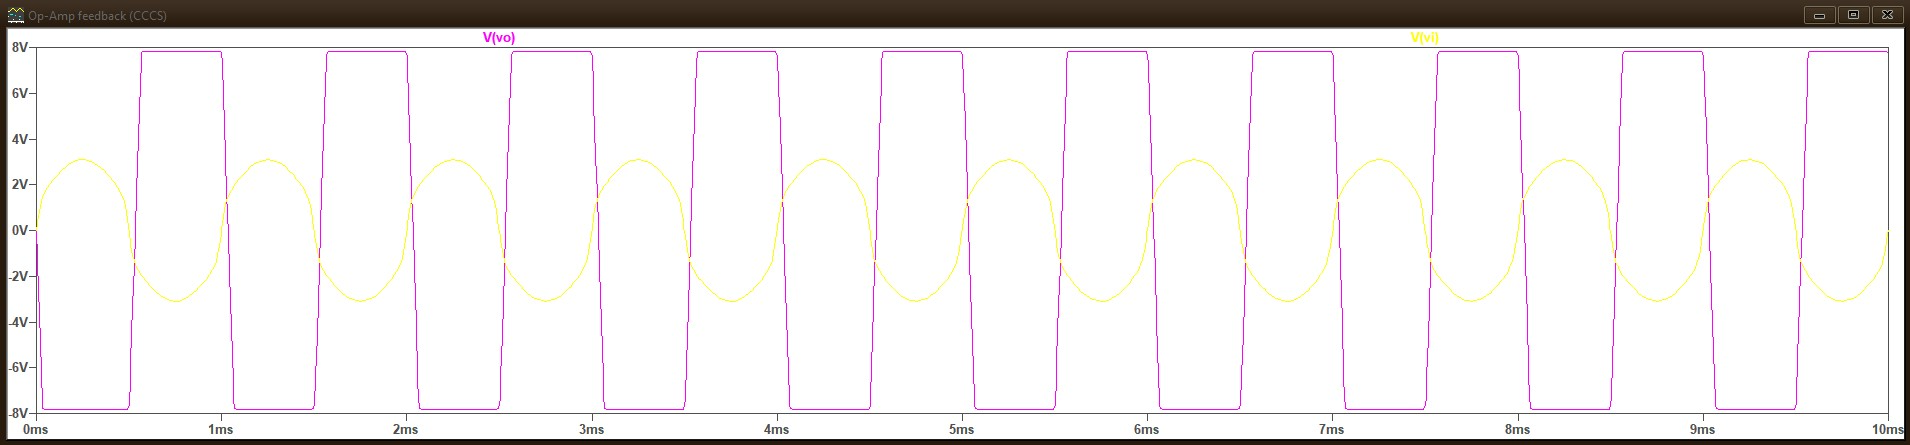 Op-Amp feedback (CCCS)
V(vo) V(vi)
8V
6V
4V
2V
0V
-2V
-4V
-6V
-8V
0ms 1ms 2ms 3ms 4ms 5ms 6ms 7ms 8ms 9ms 10ms